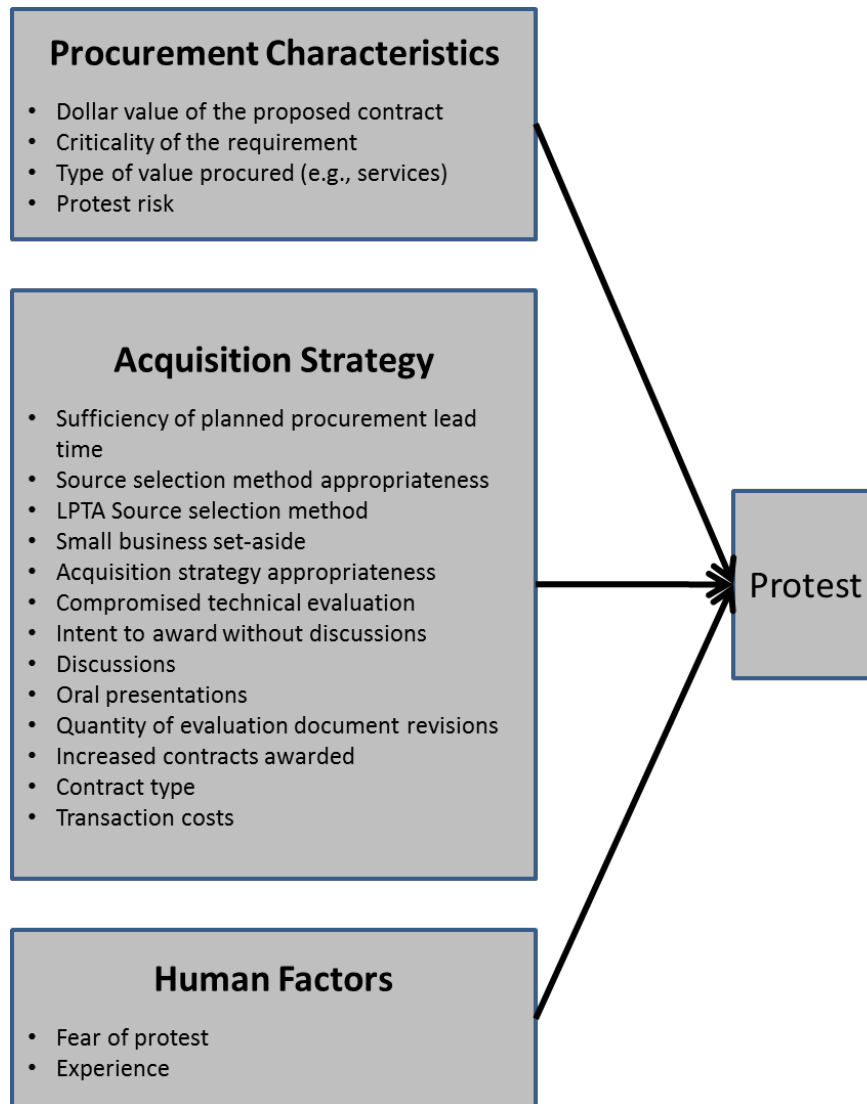 Procurement Characteristics
• Dollar value of the proposed contract
• Criticality of the requirement
• Type of value procured (e.g., services)
• Protest risk
Acquisition Strategy
• Sufficiency of planned procurement lead
time
• Source selection method appropriateness
• LPTA Source selection method
• Small business set-aside
• Acquisition strategy appropriateness
• Compromised technical evaluation
• Intent to award without discussions
• Discussions
• Oral presentations
• Quantity of evaluation document revisions
• Increased contracts awarded
• Contract type
• Transaction costs
Protest
Human Factors
• Fear of protest
• Experience